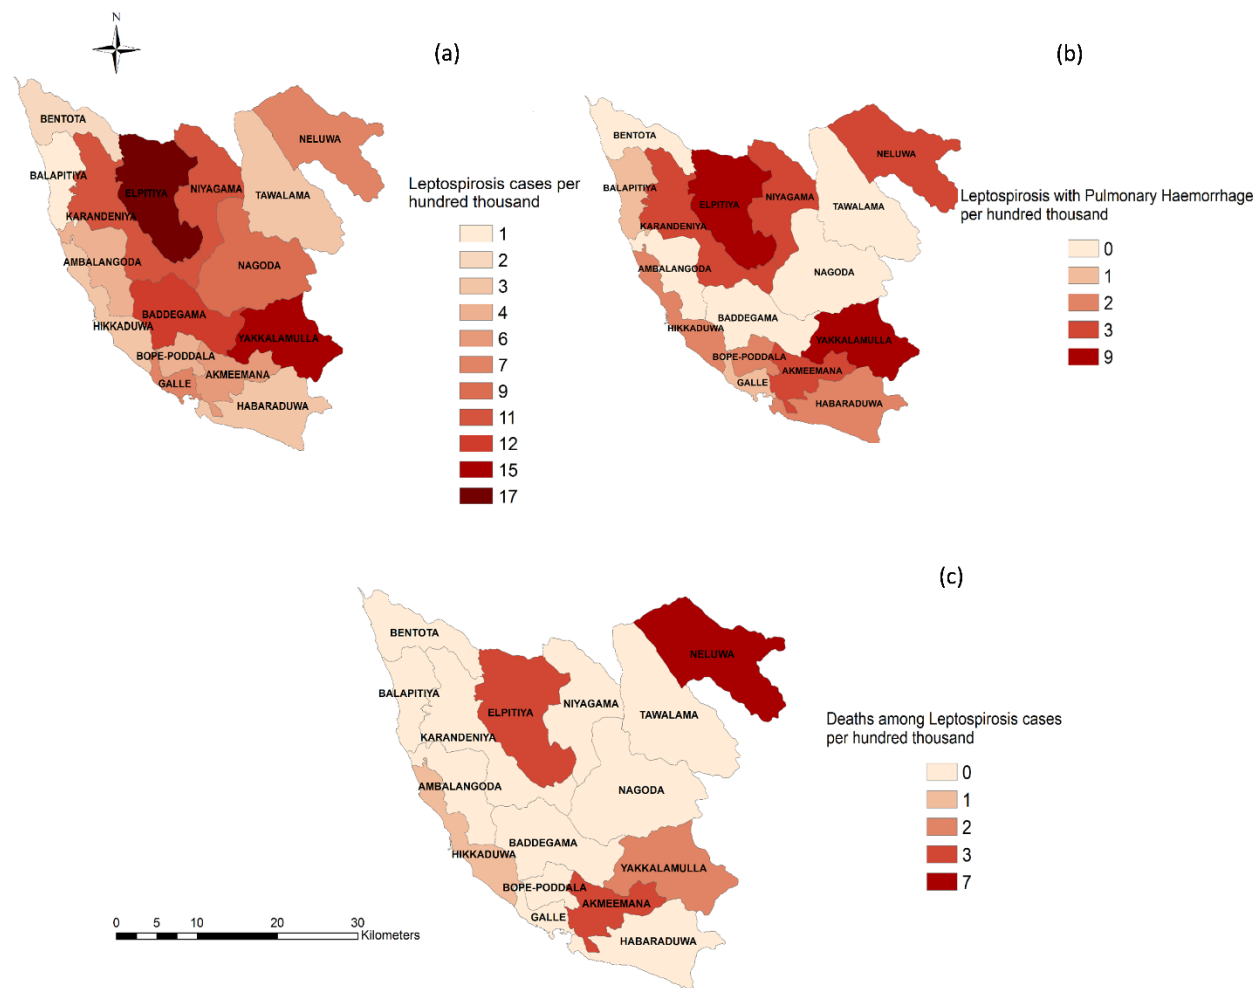 N
(a)
BENTOTA
NELUWA
BALAPITIYA
ELPITIYA
NIYAGAMA
TAWALAMA
KARANDENIYA
AMBALANGODA
NAGODA
BADDEGAMA
HIKKADUWA
YAKKALAMULLA
BOPE-PODDALA
GALLE
AKMEEMANA
HABARADUWA
Leptospirosis cases per
hundred thousand
1
2
3
4
6
7
9
11
12
15
17
(b)
BENTOTA
NELUWA
BALAPITIYA
ELPITIYA
NIYAGAMA
TAWALAMA
KARANDENIYA
AMBALANGODA
NAGODA
BADDEGAMA
HIKKADUWA
YAKKALAMULLA
BOPE-PODDALA
AKMEEMANA
GALLE
HABARADUWA
Leptospirosis with Pulmonary Haemorrhage
per hundred thousand
0
1
2
3
9
(c)
BENTOTA
NELUWA
BALAPITIYA
ELPITIYA
NIYAGAMA
TAWALAMA
KARANDENIYA
AMBALANGODA
NAGODA
BADDEGAMA
HIKKADUWA
YAKKALAMULLA
BOPE-PODDALA
AKMEEMANA
GALLE
HABARADUWA
Deaths among Leptospirosis cases
per hundred thousand
0
1
2
3
7
0 5 10 20 30
Kilometers